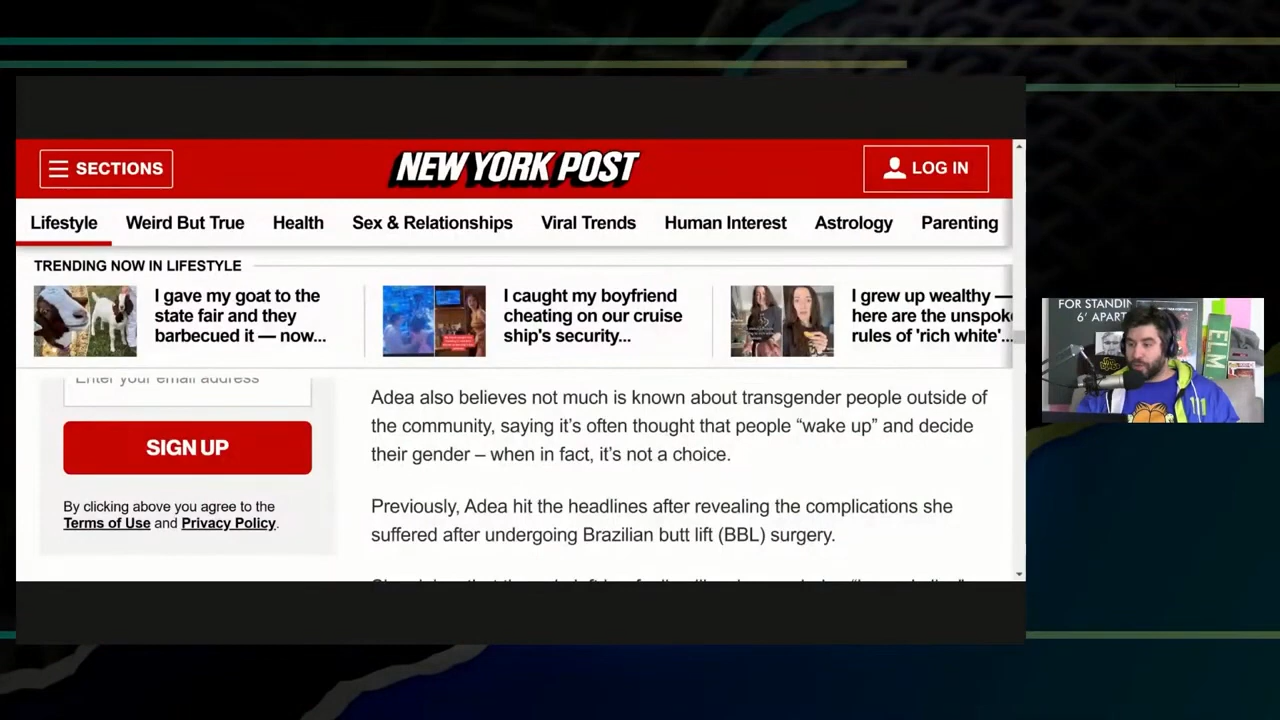 SECTIONS
NEW YORK POST
LOG IN
Lifestyle Weird But True Health Sex & Relationships Viral Trends Human Interest Astrology Parenting
TRENDING NOW IN LIFESTYLE
I gave my goat to the
state fair and they
barbecued it — now...
I caught my boyfriend
cheating on our cruise
ship's security...
I grew up wealthy —
here are the unspok
rules of 'rich white'...
Enter your email address
SIGN UP
By clicking above you agree to the
Terms of Use and Privacy Policy.
Adea also believes not much is known about transgender people outside of
the community, saying it's often thought that people “wake up” and decide
their gender – when in fact, it's not a choice.
Previously, Adea hit the headlines after revealing the complications she
suffered after undergoing Brazilian butt lift (BBL) surgery.
FOR STANDIN
6' APART
ELM